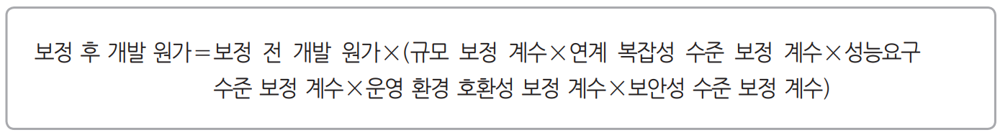 보정 후 개발 원가=보정 전 개발 원가×(규모 보정 계수×연계 복잡성 수준 보정 계수×성능요구
수준 보정 계수×운영 환경 호환성 보정 계수×보안성 수준 보정 계수)